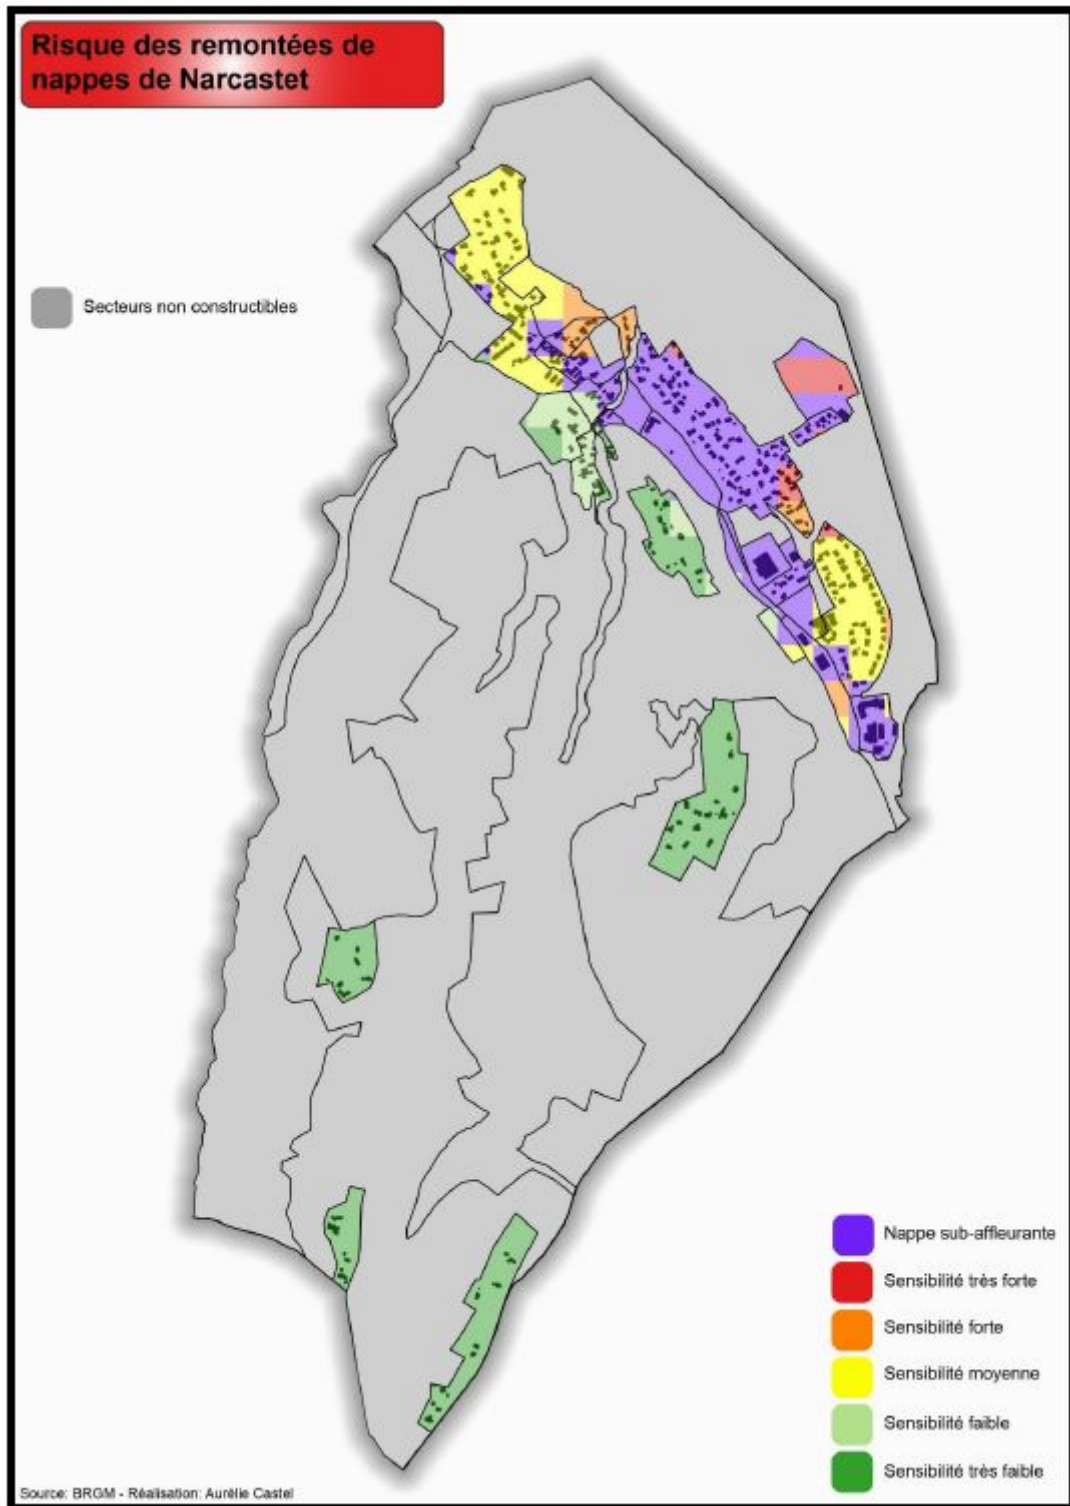 Risque des remontées de
nappes de Narcastet
Secteurs non constructibles
Nappe sub-affleurante
Sensibilité très forte
Sensibilité forte
Sensibilité moyenne
Sensibilité faible
Sensibilité très faible
Source: BRGM - Réalisation: Aurélie Castel